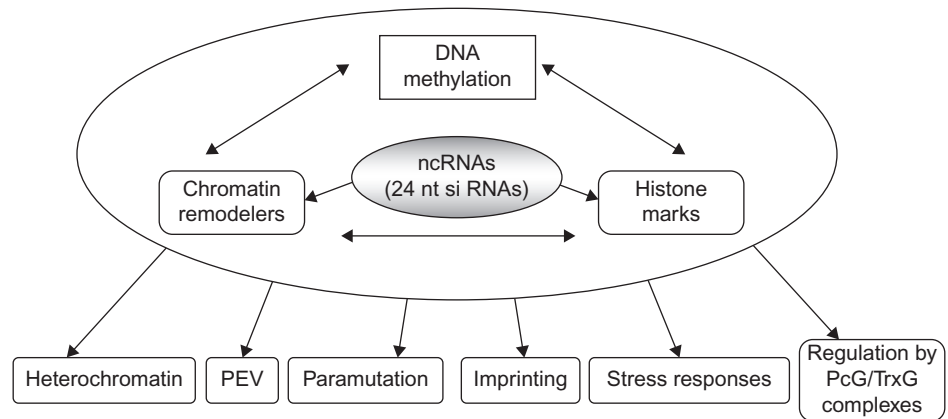 DNA
methylation
ncRNAs
(24 nt si RNAs)
Chromatin
remodelers
Histone
marks
Heterochromatin
PEV
Paramutation
Imprinting
Stress responses
Regulation by
PcG/TrxG
complexes